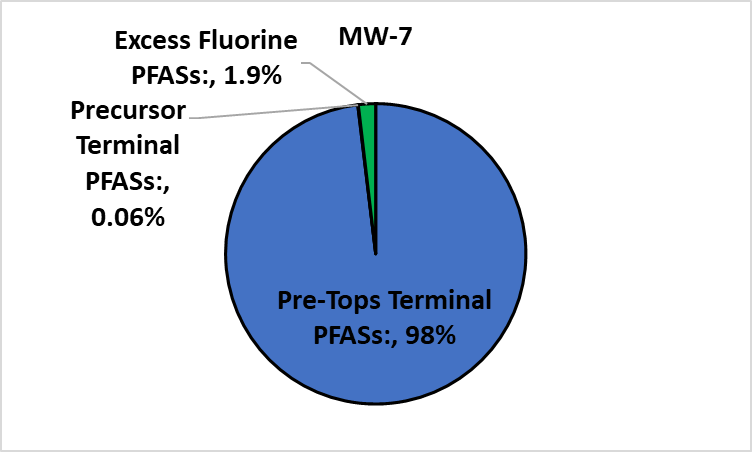 MW-7
Excess Fluorine
PFASs:, 1.9%
Precursor
Terminal
PFASs:,
0.06%
Pre-Tops Terminal
PFASs:, 98%